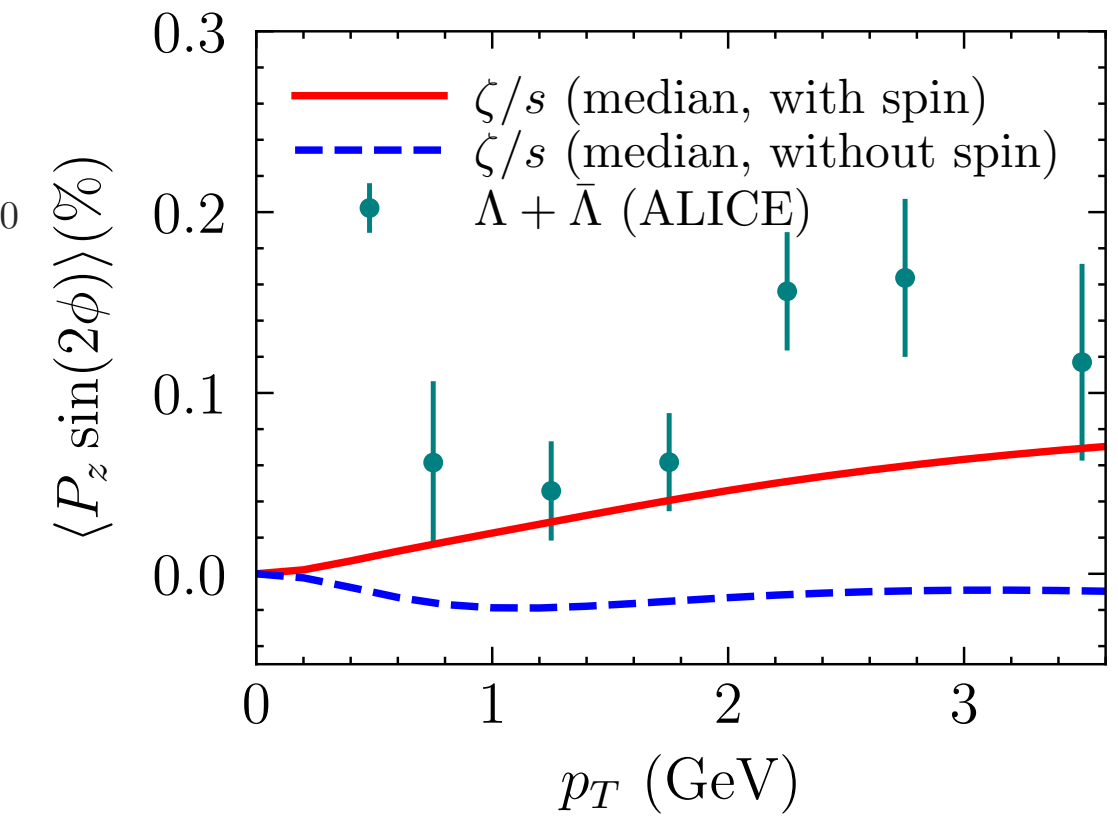 0.3
ζ/s (median, with spin)
ζ/s (median, without spin)
Λ + Λ̄ (ALICE)
0
0.2
0.1
0.0
⟨P_z sin(2ϕ)⟩(%)
0 1 2 3
p_T (GeV)